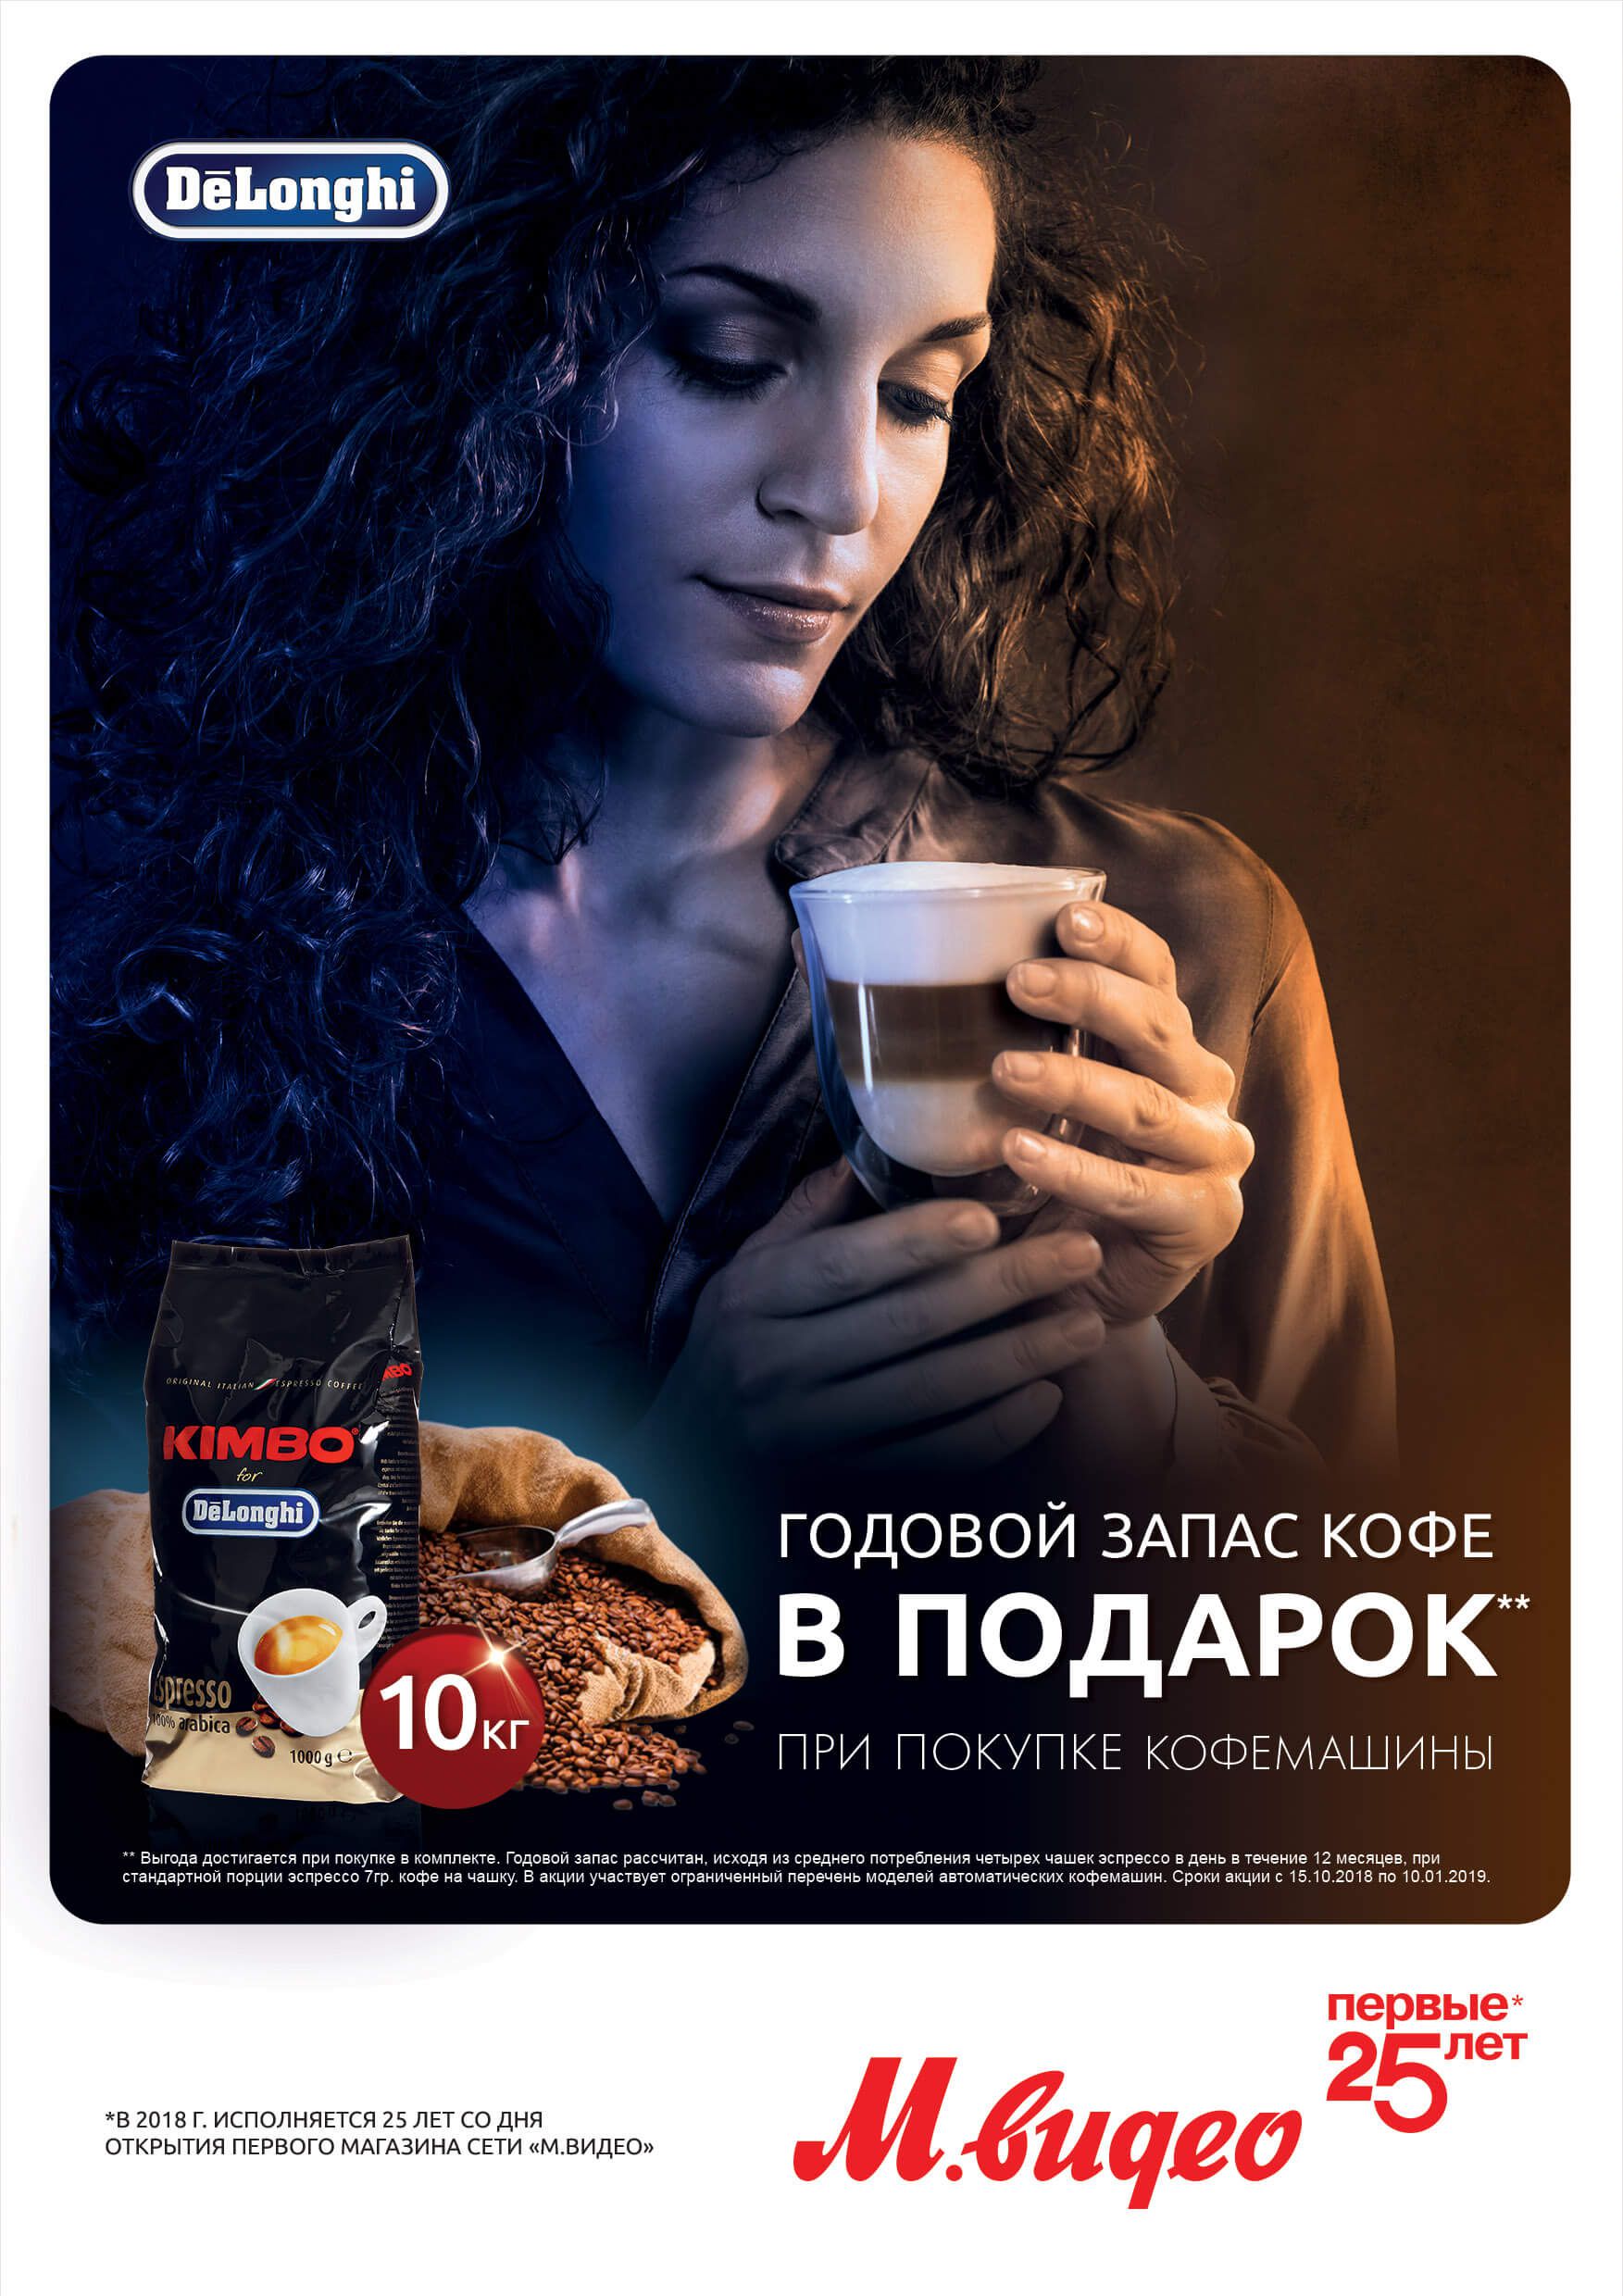 DēLonghi
ORIGINAL ITALIAN ESPRESSO COFFEE
KIMBO®
for
DēLonghi
espresso
100% arabica
1000 g ℮
10кг
ГОДОВОЙ ЗАПАС КОФЕ
В ПОДАРОК**
ПРИ ПОКУПКЕ КОФЕМАШИНЫ
** Выгода достигается при покупке в комплекте. Годовой запас рассчитан, исходя из среднего потребления четырех чашек эспрессо в день в течение 12 месяцев, при
стандартной порции эспрессо 7гр. кофе на чашку. В акции участвует ограниченный перечень моделей автоматических кофемашин. Сроки акции с 15.10.2018 по 10.01.2019.
*В 2018 Г. ИСПОЛНЯЕТСЯ 25 ЛЕТ СО ДНЯ
ОТКРЫТИЯ ПЕРВОГО МАГАЗИНА СЕТИ «М.ВИДЕО»
М.видео
первые*
25 лет